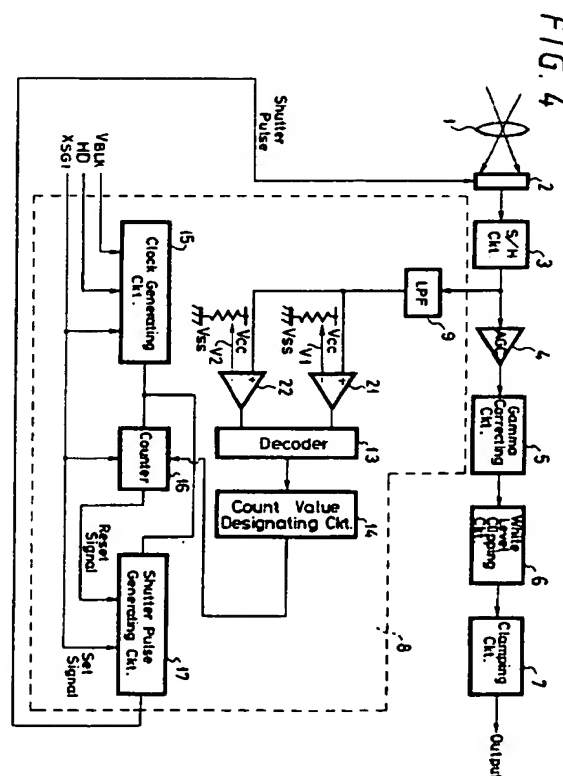 FIG. 4
1
2
S/H
Ckt.
3
AGC
4
Gamma
Correcting
Ckt.
5
White
Level
Clipping
Ckt.
6
Clamping
Ckt.
7
Output
Shutter
Pulse
LPF
9
Vcc
V1
Vss
21
Vcc
V2
Vss
22
Decoder
13
Count Value
Designating Ckt.
14
8
VBLK
HD
XSG1
15
Clock Generating
Ckt.
Counter
16
Reset
Signal
Shutter Pulse
Generating Ckt.
17
Set
Signal